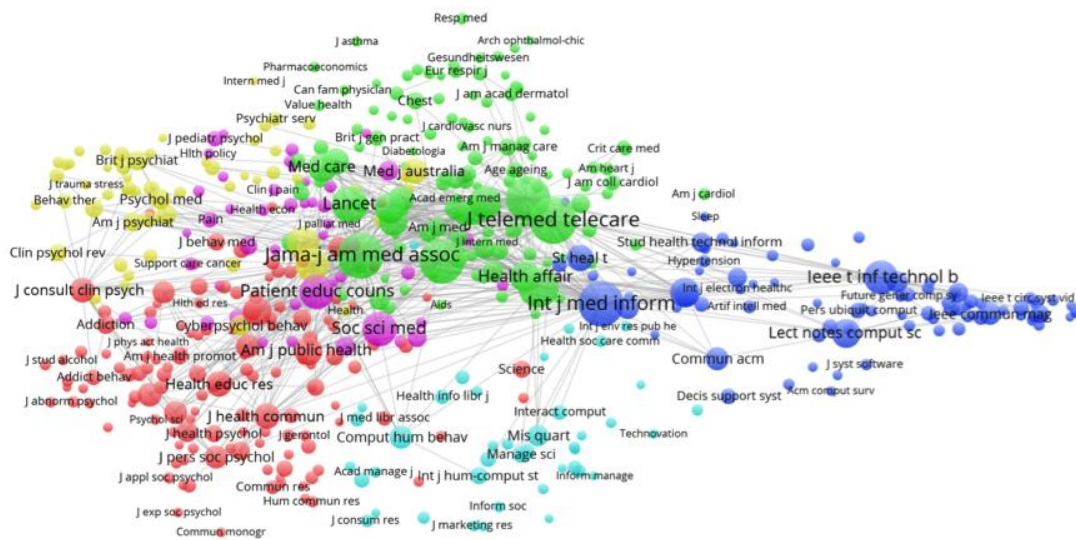 Resp med
J asthma
Arch ophthalmol-chic
Gesundheitswesen
Pharmacoeconomics
Eur respir j
Intern med j
Can fam physician
Chest
J am acad dermatol
Value health
Psychiatr serv
J cardiovasc nurs
J pediatr psychol
Brit j gen pract
Am j manag care
Crit care med
Hlth policy
Diabetologia
Brit j psychiat
Med care
Med j australia
Age ageing
Am heart j
J am coll cardiol
J trauma stress
Clin j pain
Behav ther
Psychol med
Lancet
Acad emerg med
Am j cardiol
Health econ
Am j psychiat
Pain
J palliat med
Am j med
J telemed telecare
Sleep
J behav med
J intern med
Stud health technol inform
Clin psychol rev
Support care cancer
Jama-j am med assoc
St heal t
Hypertension
Health affair
Ieee t inf technol b
J consult clin psych
Hlth ed res
Patient educ couns
Int j electron healthc
Future gener comp sy
Ieee t circ syst vid
Addiction
Health
Aids
Int j med inform
Artif intel med
Pers ubiquit comput
Ieee commun mag
Cyberpsychol behav
Soc sci med
Int j env res pub he
Lect notes comput sc
J phys act health
Health soc care comm
J stud alcohol
Am j health promot
Am j public health
Commun acm
J syst software
Addict behav
Health educ res
Science
Acm comput surv
J abnorm psychol
Health info libr j
Decis support syst
Psychol sci
J health commun
J med libr assoc
Interact comput
J health psychol
J gerontol
Comput hum behav
Mis quart
Technovation
J pers soc psychol
Manage sci
Acad manage j
Int j hum-comput st
Inform manage
J appl soc psychol
Commun res
Hum commun res
Inform soc
J exp soc psychol
J consum res
J marketing res
Commun monogr